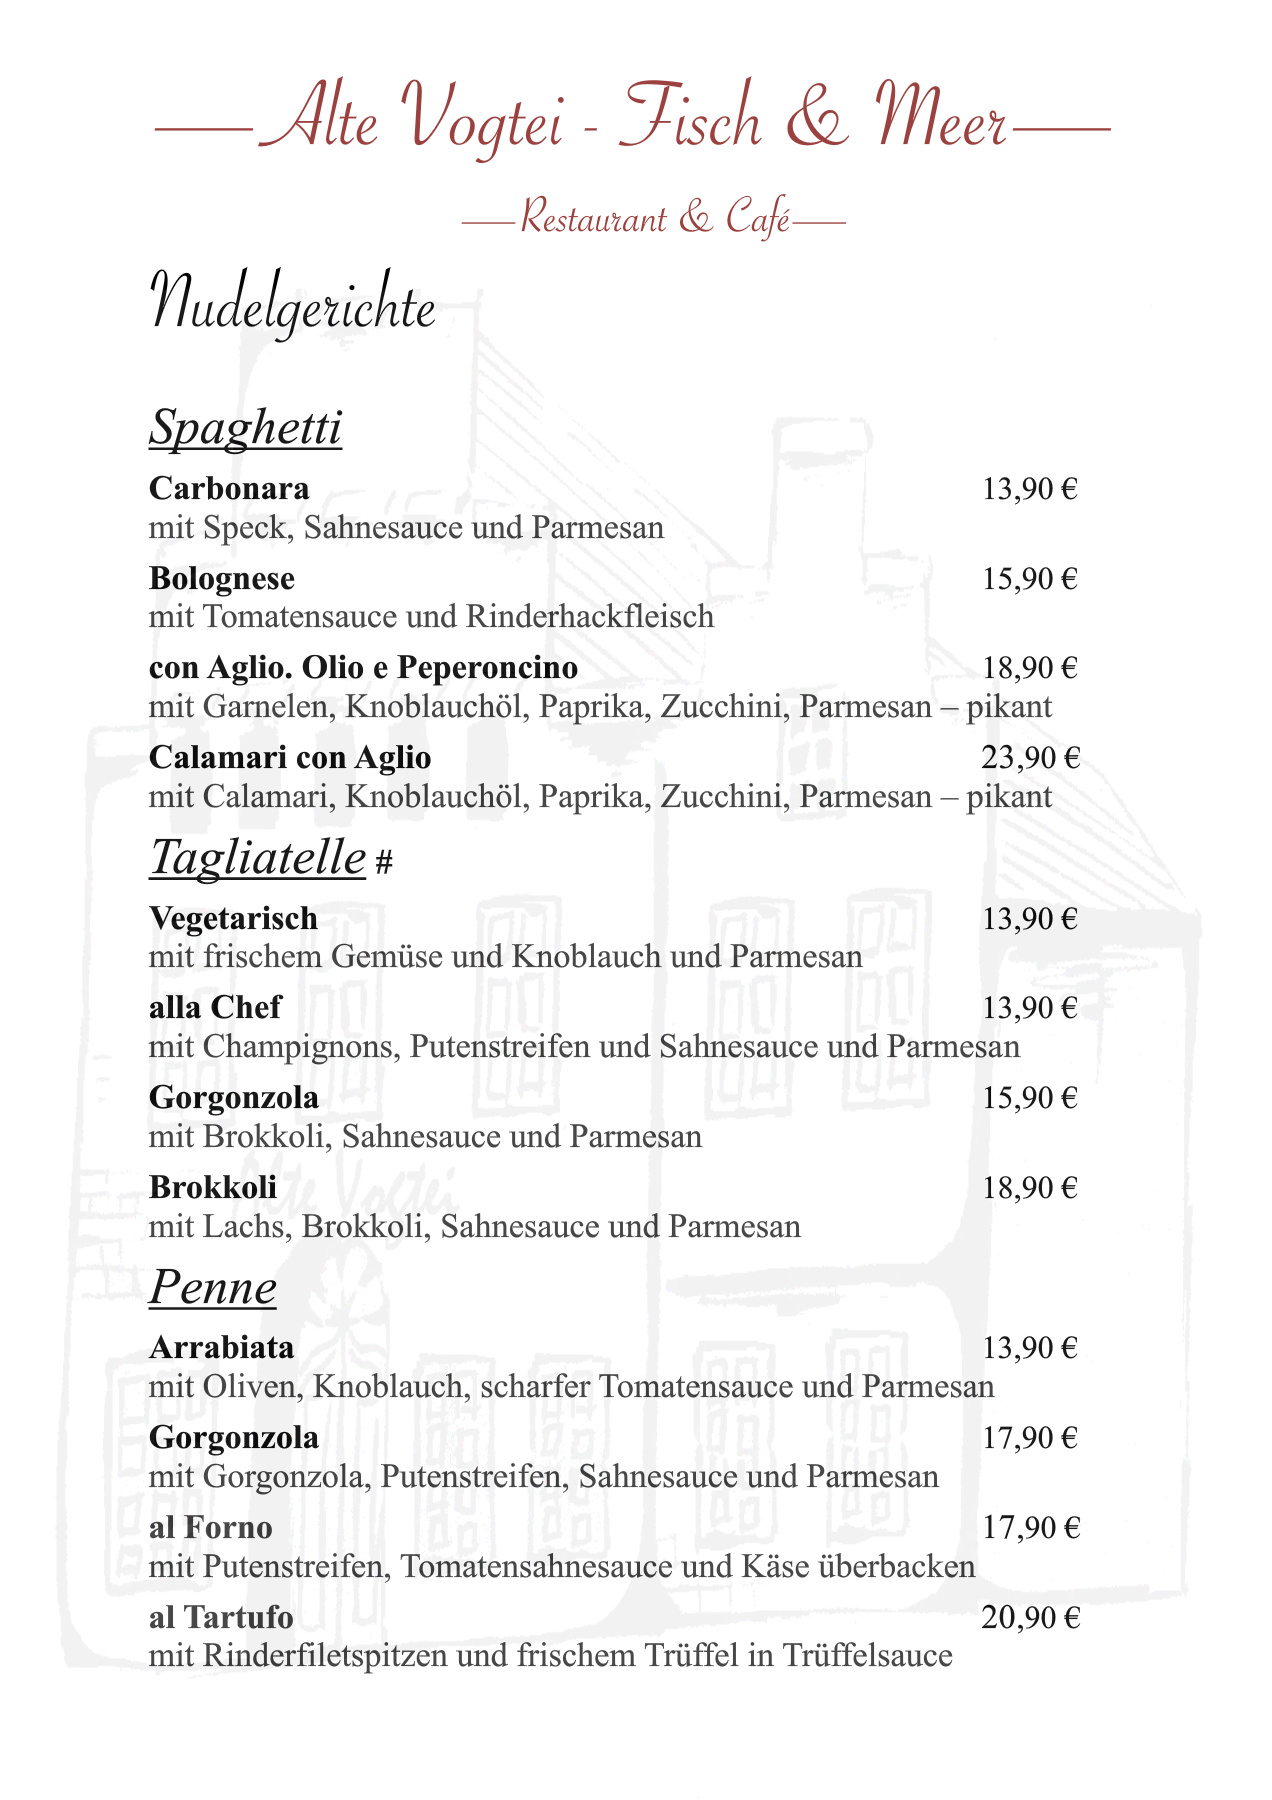 Alte Vogtei - Fisch & Meer
Restaurant & Café
Nudelgerichte
Spaghetti
Carbonara 13,90 €
mit Speck, Sahnesauce und Parmesan
Bolognese 15,90 €
mit Tomatensauce und Rinderhackfleisch
con Aglio. Olio e Peperoncino 18,90 €
mit Garnelen, Knoblauchöl, Paprika, Zucchini, Parmesan – pikant
Calamari con Aglio 23,90 €
mit Calamari, Knoblauchöl, Paprika, Zucchini, Parmesan – pikant
Tagliatelle #
Vegetarisch 13,90 €
mit frischem Gemüse und Knoblauch und Parmesan
alla Chef 13,90 €
mit Champignons, Putenstreifen und Sahnesauce und Parmesan
Gorgonzola 15,90 €
mit Brokkoli, Sahnesauce und Parmesan
Alte Vogtei
Brokkoli 18,90 €
mit Lachs, Brokkoli, Sahnesauce und Parmesan
Penne
Arrabiata 13,90 €
mit Oliven, Knoblauch, scharfer Tomatensauce und Parmesan
Gorgonzola 17,90 €
mit Gorgonzola, Putenstreifen, Sahnesauce und Parmesan
al Forno 17,90 €
mit Putenstreifen, Tomatensahnesauce und Käse überbacken
al Tartufo 20,90 €
mit Rinderfiletspitzen und frischem Trüffel in Trüffelsauce